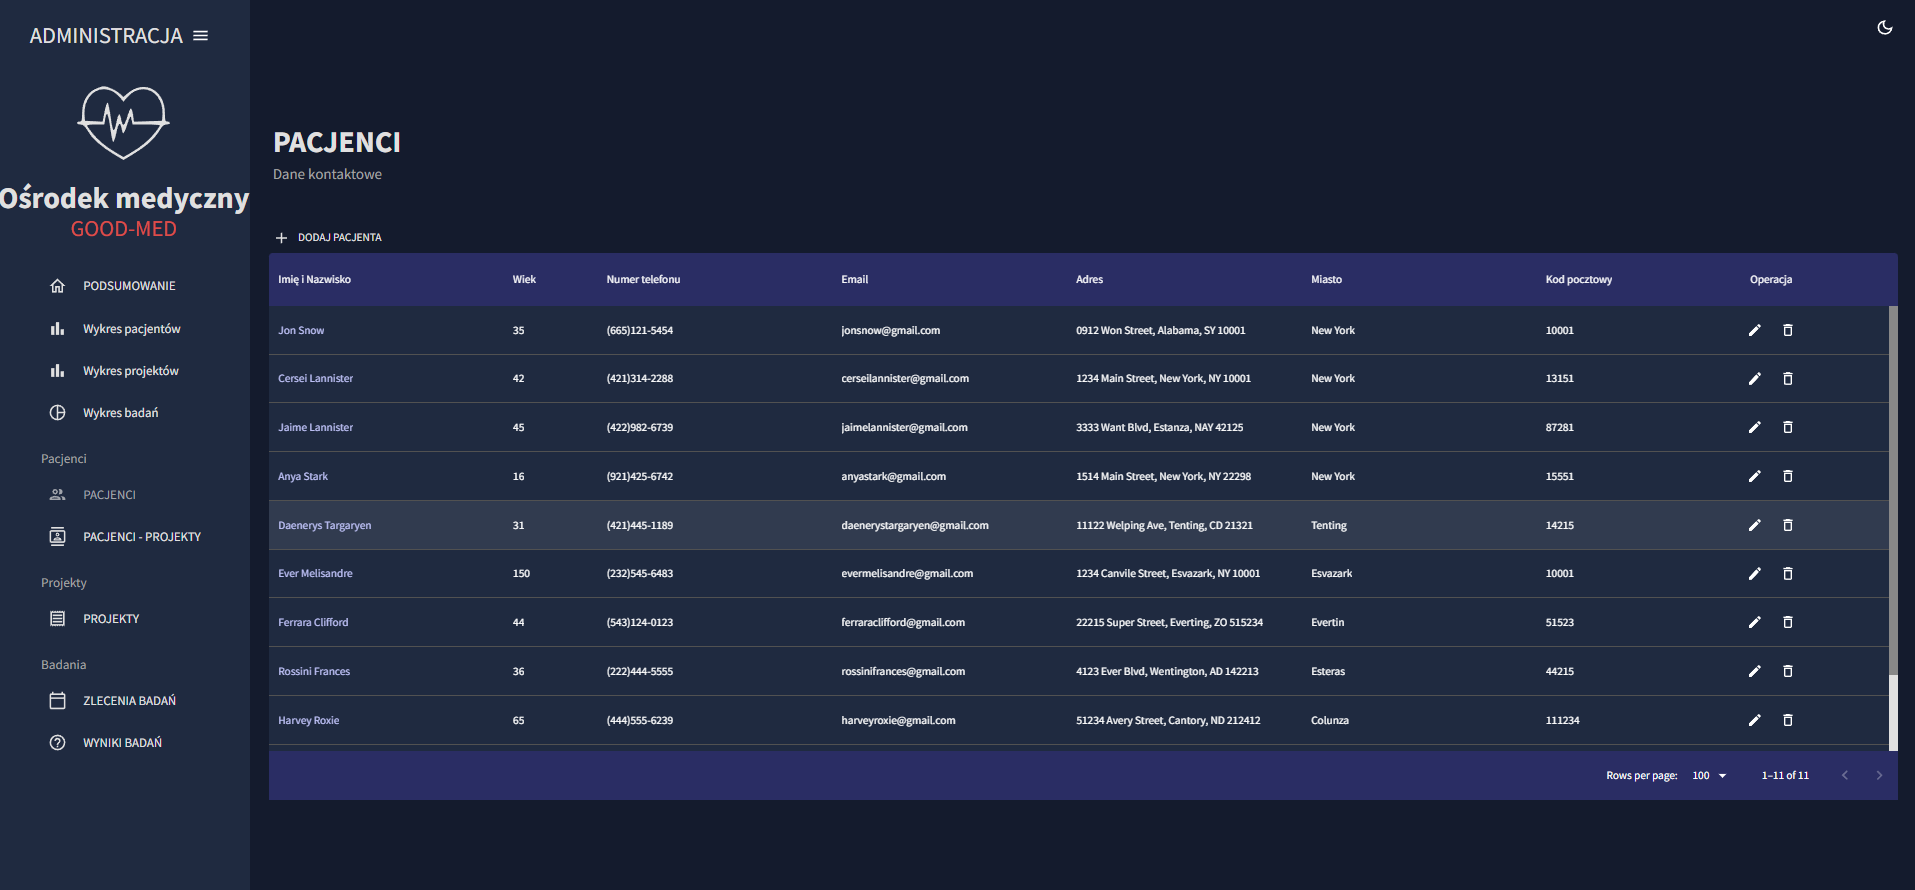 ADMINISTRACJA
Ośrodek medyczny
GOOD-MED
PODSUMOWANIE
Wykres pacjentów
Wykres projektów
Wykres badań
Pacjenci
PACJENCI
PACJENCI - PROJEKTY
Projekty
PROJEKTY
Badania
ZLECENIA BADAŃ
WYNIKI BADAŃ
PACJENCI
Dane kontaktowe
DODAJ PACJENTA
Imię i Nazwisko Wiek Numer telefonu Email Adres Miasto Kod pocztowy Operacja
Jon Snow 35 (665)121-5454 jonsnow@gmail.com 0912 Won Street, Alabama, SY 10001 New York 10001
Cersei Lannister 42 (421)314-2288 cerseilannister@gmail.com 1234 Main Street, New York, NY 10001 New York 13151
Jaime Lannister 45 (422)982-6739 jaimelannister@gmail.com 3333 Want Blvd, Estanza, NAY 42125 New York 87281
Anya Stark 16 (921)425-6742 anyastark@gmail.com 1514 Main Street, New York, NY 22298 New York 15551
Daenerys Targaryen 31 (421)445-1189 daenerystargaryen@gmail.com 11122 Welping Ave, Tenting, CD 21321 Tenting 14215
Ever Melisandre 150 (232)545-6483 evermelisandre@gmail.com 1234 Canvile Street, Esvazark, NY 10001 Esvazark 10001
Ferrara Clifford 44 (543)124-0123 ferraraclifford@gmail.com 22215 Super Street, Everting, ZO 515234 Evertin 51523
Rossini Frances 36 (222)444-5555 rossinifrances@gmail.com 4123 Ever Blvd, Wentington, AD 142213 Esteras 44215
Harvey Roxie 65 (444)555-6239 harveyroxie@gmail.com 51234 Avery Street, Cantory, ND 212412 Colunza 111234
Rows per page: 100 1–11 of 11